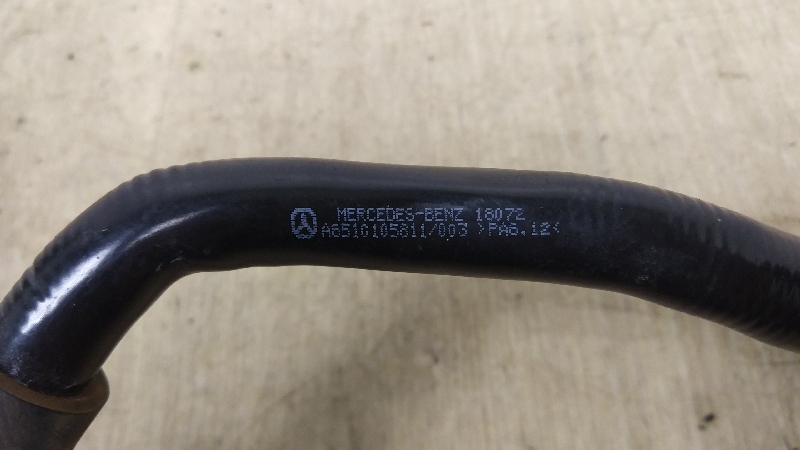 MERCEDES-BENZ 18072
A6510105811/003 >PA6.12<